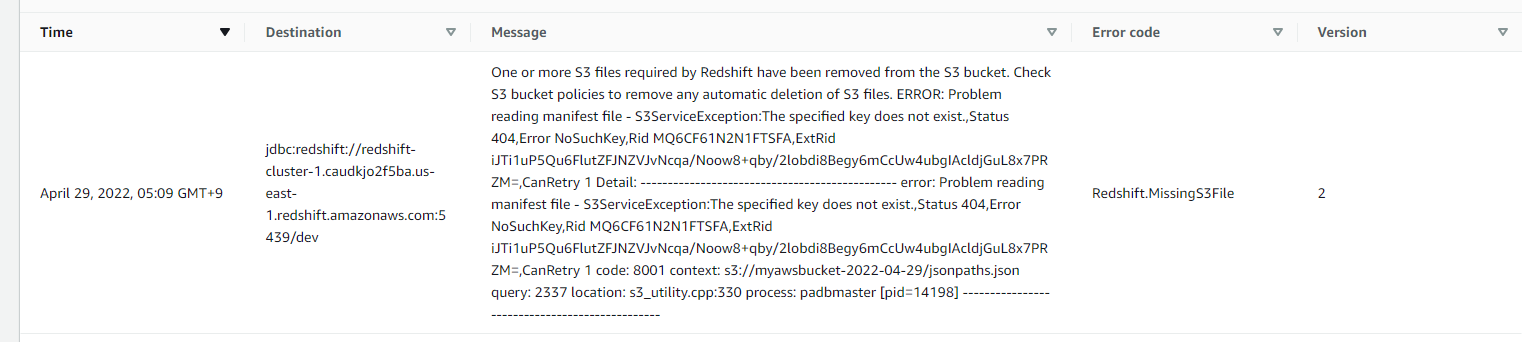 Time
Destination
Message
Error code
Version
April 29, 2022, 05:09 GMT+9
jdbc:redshift://redshift-
cluster-1.caudkjo2f5ba.us-
east-
1.redshift.amazonaws.com:5
439/dev
One or more S3 files required by Redshift have been removed from the S3 bucket. Check
S3 bucket policies to remove any automatic deletion of S3 files. ERROR: Problem
reading manifest file - S3ServiceException:The specified key does not exist.,Status
404,Error NoSuchKey,Rid MQ6CF61N2N1FTSFA,ExtRid
iJTi1uP5Qu6FlutZFJNZVJvNcqa/Noow8+qby/2lobdi8Begy6mCcUw4ubgIAcldjGuL8x7PR
ZM=,CanRetry 1 Detail: ----------------------------------------------- error: Problem reading
manifest file - S3ServiceException:The specified key does not exist.,Status 404,Error
NoSuchKey,Rid MQ6CF61N2N1FTSFA,ExtRid
iJTi1uP5Qu6FlutZFJNZVJvNcqa/Noow8+qby/2lobdi8Begy6mCcUw4ubgIAcldjGuL8x7PR
ZM=,CanRetry 1 code: 8001 context: s3://myawsbucket-2022-04-29/jsonpaths.json
query: 2337 location: s3_utility.cpp:330 process: padbmaster [pid=14198] ----------------
-------------------------------
Redshift.MissingS3File
2